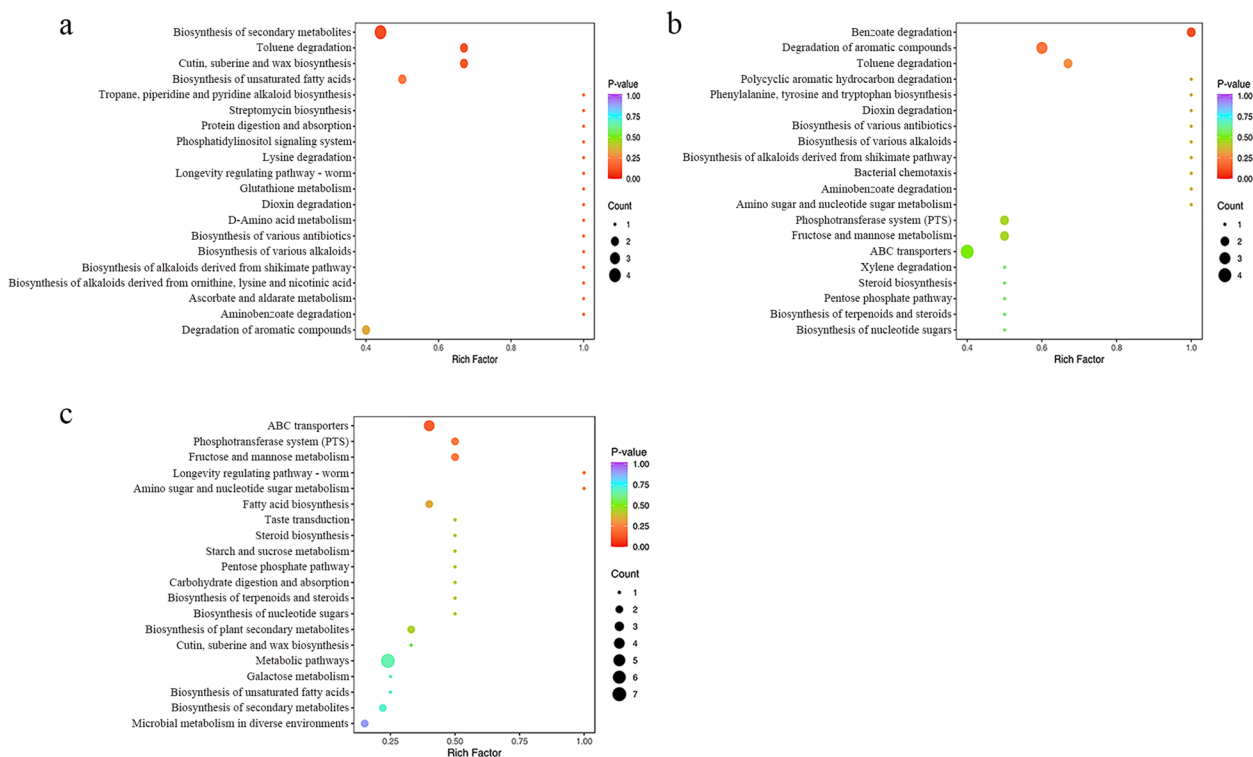 a
Biosynthesis of secondary metabolites
Toluene degradation
Cutin, suberine and wax biosynthesis
Biosynthesis of unsaturated fatty acids
Tropane, piperidine and pyridine alkaloid biosynthesis
Streptomycin biosynthesis
Protein digestion and absorption
Phosphatidylinositol signaling system
Lysine degradation
Longevity regulating pathway - worm
Glutathione metabolism
Dioxin degradation
D-Amino acid metabolism
Biosynthesis of various antibiotics
Biosynthesis of various alkaloids
Biosynthesis of alkaloids derived from shikimate pathway
Biosynthesis of alkaloids derived from ornithine, lysine and nicotinic acid
Ascorbate and aldarate metabolism
Aminobenzoate degradation
Degradation of aromatic compounds
0.4 0.6 0.8 1.0
Rich Factor
P-value
1.00
0.75
0.50
0.25
0.00
Count
1
2
3
4
b
Benzoate degradation
Degradation of aromatic compounds
Toluene degradation
Polycyclic aromatic hydrocarbon degradation
Phenylalanine, tyrosine and tryptophan biosynthesis
Dioxin degradation
Biosynthesis of various antibiotics
Biosynthesis of various alkaloids
Biosynthesis of alkaloids derived from shikimate pathway
Bacterial chemotaxis
Aminobenzoate degradation
Amino sugar and nucleotide sugar metabolism
Phosphotransferase system (PTS)
Fructose and mannose metabolism
ABC transporters
Xylene degradation
Steroid biosynthesis
Pentose phosphate pathway
Biosynthesis of terpenoids and steroids
Biosynthesis of nucleotide sugars
0.4 0.6 0.8 1.0
Rich Factor
P-value
1.00
0.75
0.50
0.25
0.00
Count
1
2
3
4
c
ABC transporters
Phosphotransferase system (PTS)
Fructose and mannose metabolism
Longevity regulating pathway - worm
Amino sugar and nucleotide sugar metabolism
Fatty acid biosynthesis
Taste transduction
Steroid biosynthesis
Starch and sucrose metabolism
Pentose phosphate pathway
Carbohydrate digestion and absorption
Biosynthesis of terpenoids and steroids
Biosynthesis of nucleotide sugars
Biosynthesis of plant secondary metabolites
Cutin, suberine and wax biosynthesis
Metabolic pathways
Galactose metabolism
Biosynthesis of unsaturated fatty acids
Biosynthesis of secondary metabolites
Microbial metabolism in diverse environments
0.25 0.50 0.75 1.00
Rich Factor
P-value
1.00
0.75
0.50
0.25
0.00
Count
1
2
3
4
5
6
7